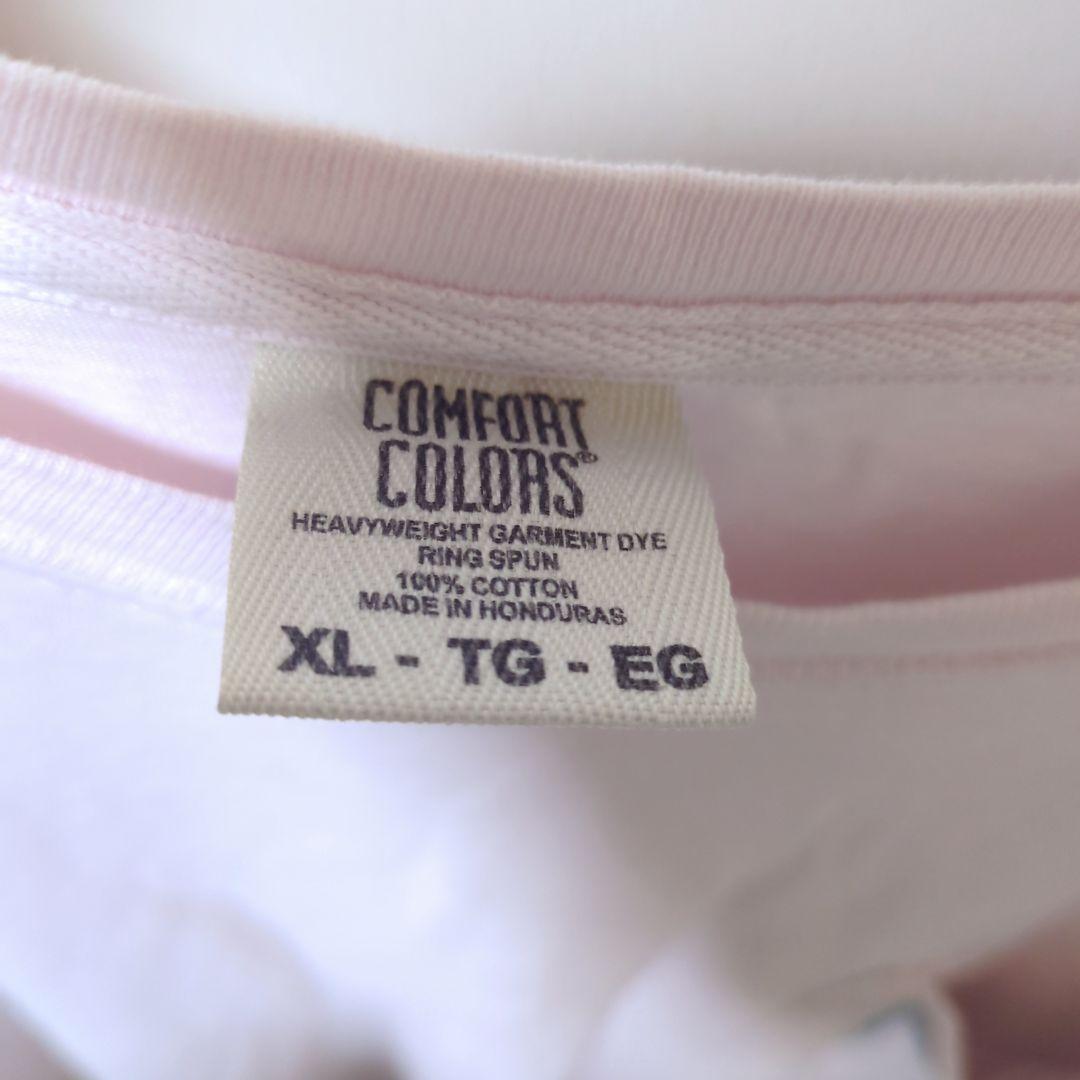 COMFORT
COLORS®
HEAVYWEIGHT GARMENT DYE
RING SPUN
100% COTTON
MADE IN HONDURAS
XL - TG - EG